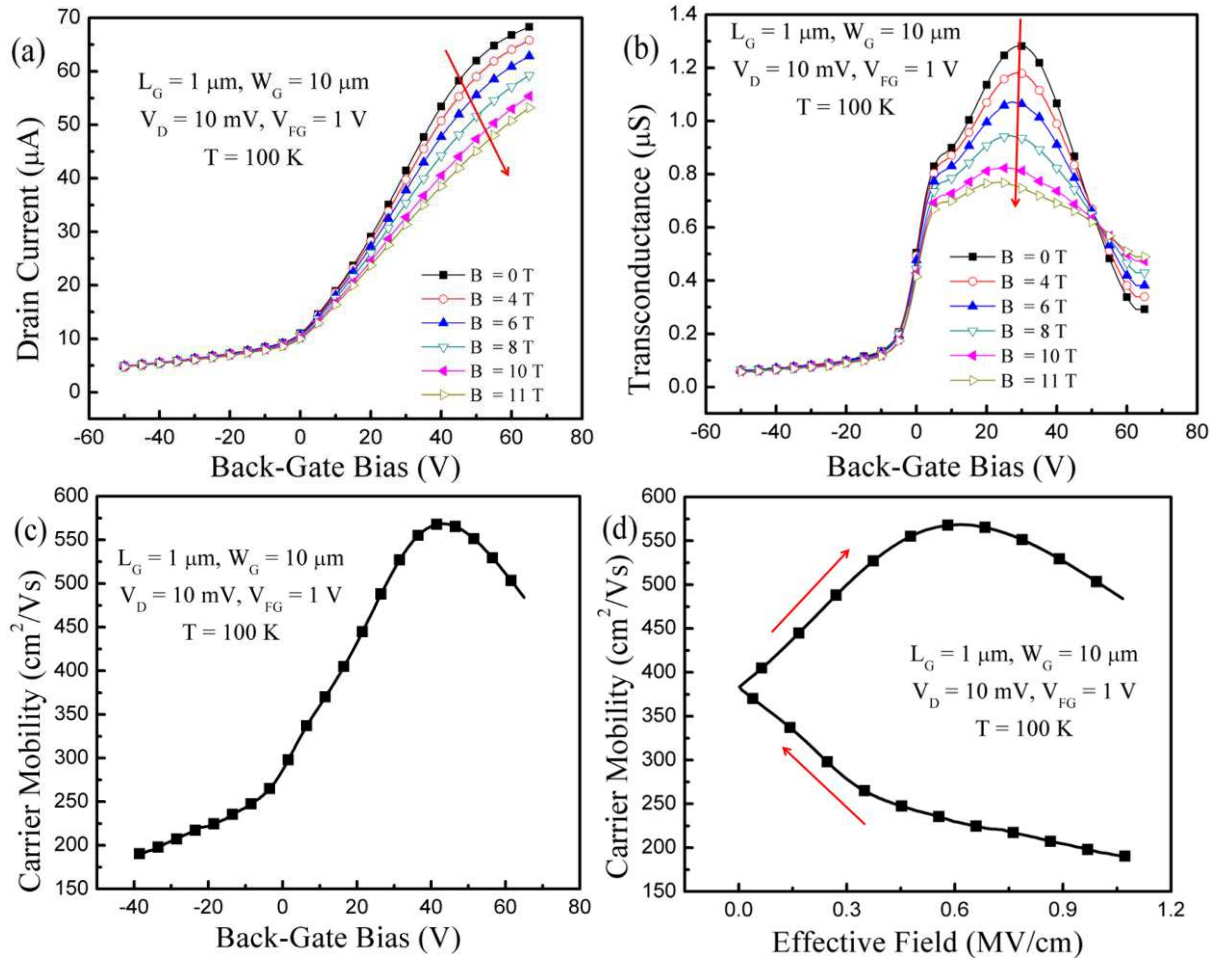 (a)
L_G = 1 μm, W_G = 10 μm
V_D = 10 mV, V_FG = 1 V
T = 100 K
Drain Current (μA)
70
60
50
40
30
20
10
0
B = 0 T
B = 4 T
B = 6 T
B = 8 T
B = 10 T
B = 11 T
-60 -40 -20 0 20 40 60 80
Back-Gate Bias (V)
(b)
L_G = 1 μm, W_G = 10 μm
V_D = 10 mV, V_FG = 1 V
T = 100 K
Transconductance (μS)
1.4
1.2
1.0
0.8
0.6
0.4
0.2
0.0
B = 0 T
B = 4 T
B = 6 T
B = 8 T
B = 10 T
B = 11 T
-60 -40 -20 0 20 40 60 80
Back-Gate Bias (V)
(c)
L_G = 1 μm, W_G = 10 μm
V_D = 10 mV, V_FG = 1 V
T = 100 K
Carrier Mobility (cm²/Vs)
600
550
500
450
400
350
300
250
200
150
-40 -20 0 20 40 60 80
Back-Gate Bias (V)
(d)
L_G = 1 μm, W_G = 10 μm
V_D = 10 mV, V_FG = 1 V
T = 100 K
Carrier Mobility (cm²/Vs)
600
550
500
450
400
350
300
250
200
150
0.0 0.3 0.6 0.9 1.2
Effective Field (MV/cm)